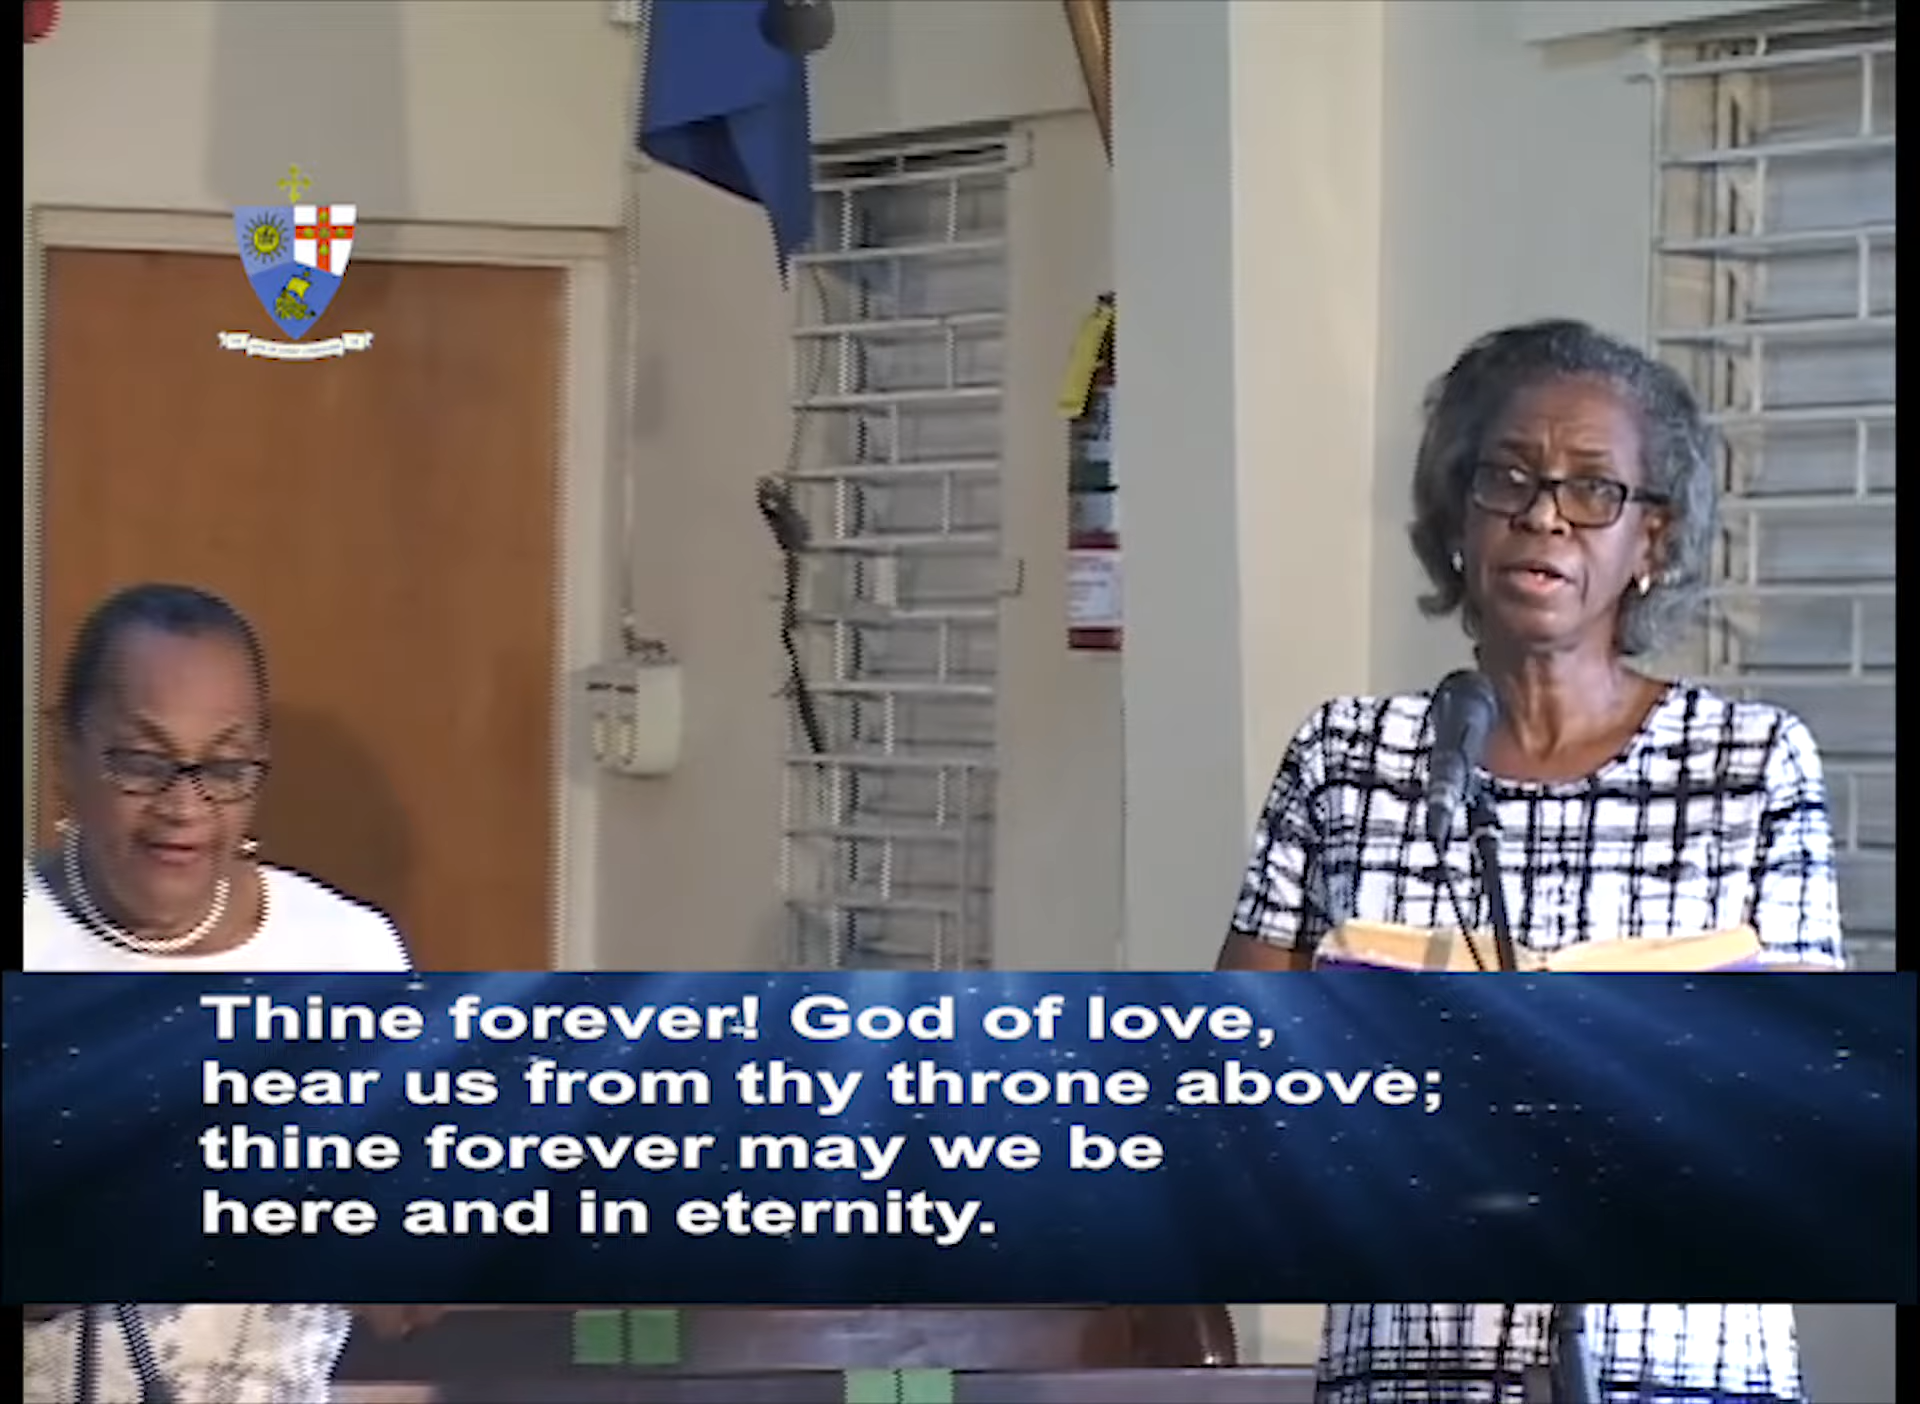 Thine forever! God of love,
hear us from thy throne above;
thine forever may we be
here and in eternity.